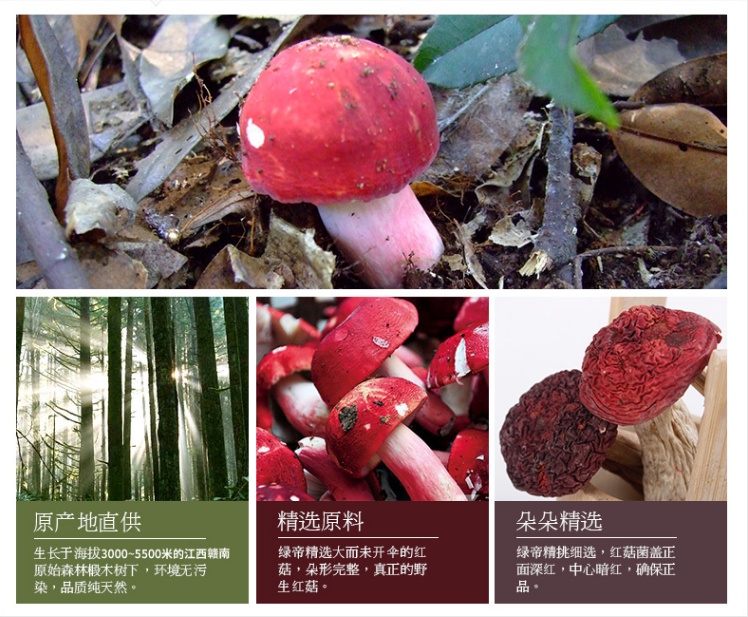 原产地直供
生长于海拔3000~5500米的江西赣南
原始森林椴木树下，环境无污
染，品质纯天然。
精选原料
绿帝精选大而未开伞的红
菇，朵形完整，真正的野
生红菇。
朵朵精选
绿帝精挑细选，红菇菌盖正
面深红，中心暗红，确保正
品。